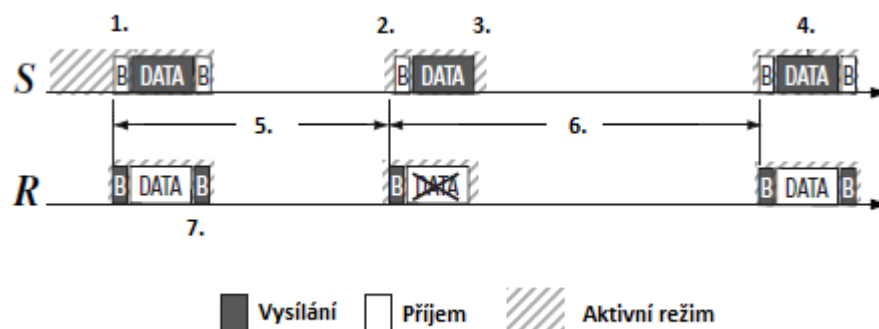 1. 2. 3. 4.
S B DATA B B DATA B DATA B
5. 6.
R B DATA B B DATA B DATA B
7.
Vysílání Příjem Aktivní režim